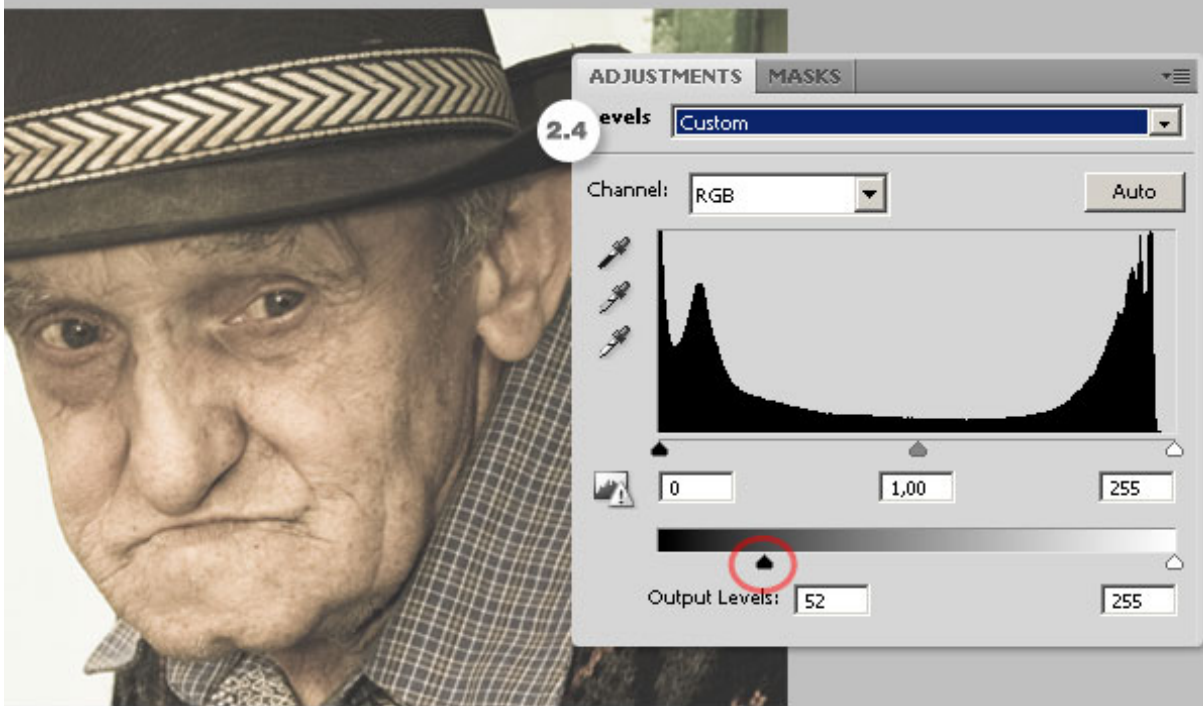 ADJUSTMENTS MASKS
2.4 evels Custom
Channel: RGB Auto
0 1,00 255
Output Levels: 52 255